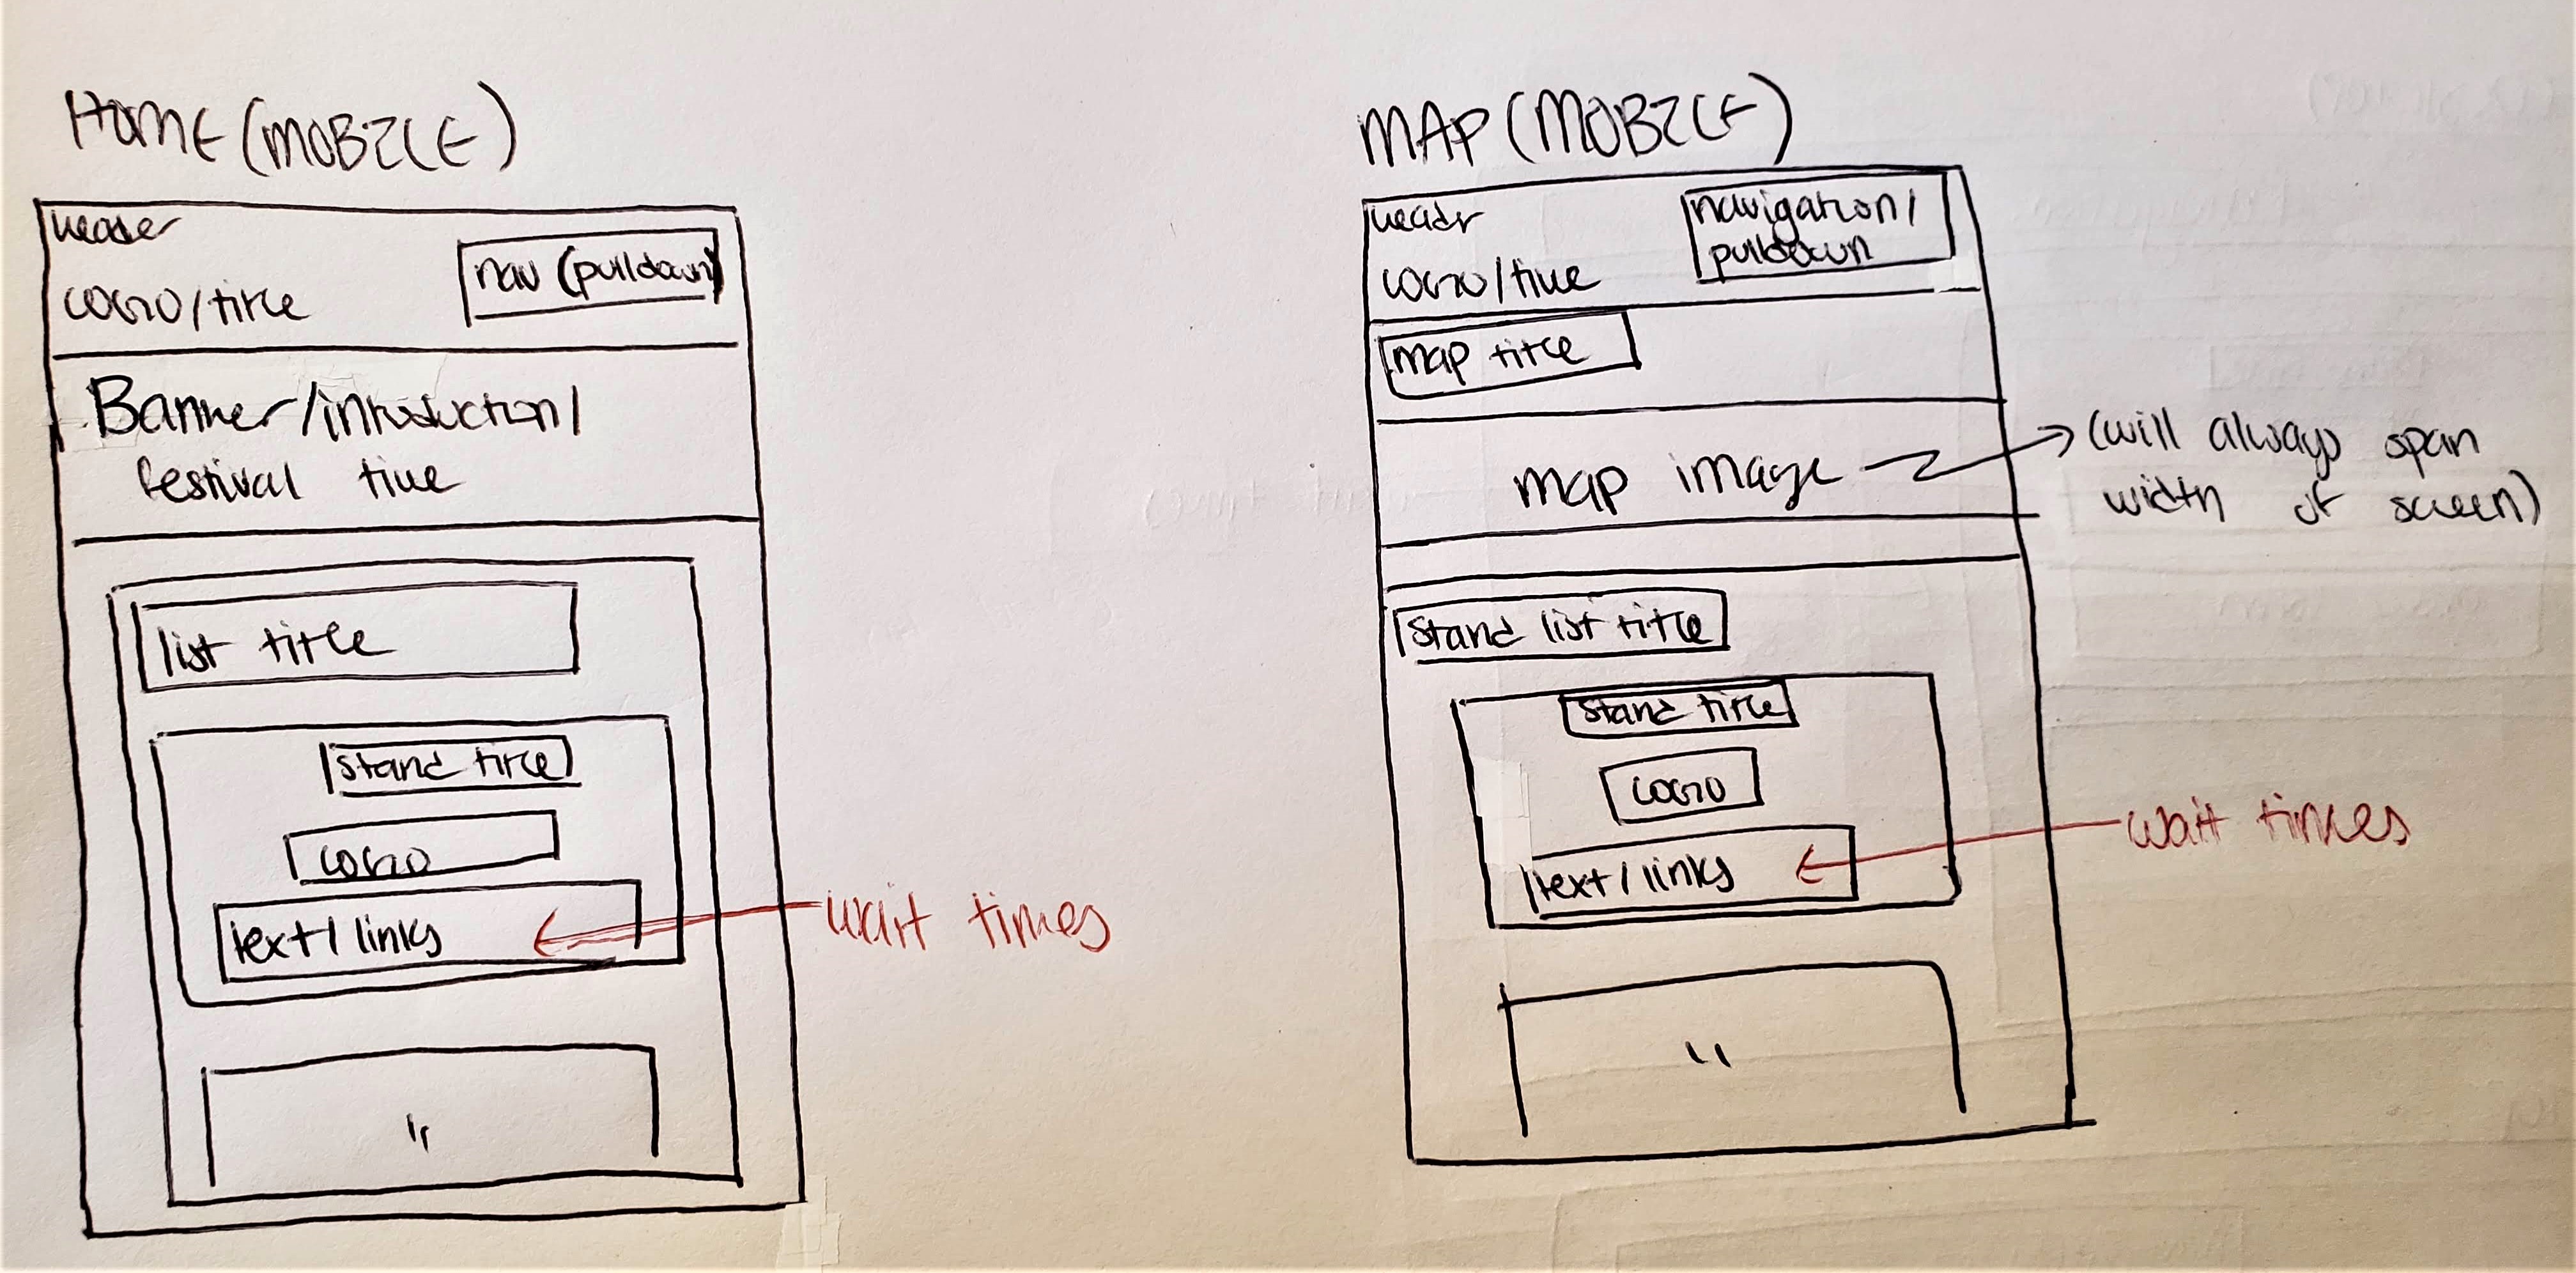 HOME (MOBILE)
header
LOGO/title
nav (pulldown)
Banner/introduction/
festival time
list title
stand title
LOGO
text/links
wait times
"
MAP (MOBILE)
header
LOGO/title
navigation/
pulldown
map title
map image
(will always span
width of screen)
stand list title
stand title
LOGO
text/links
wait times
"